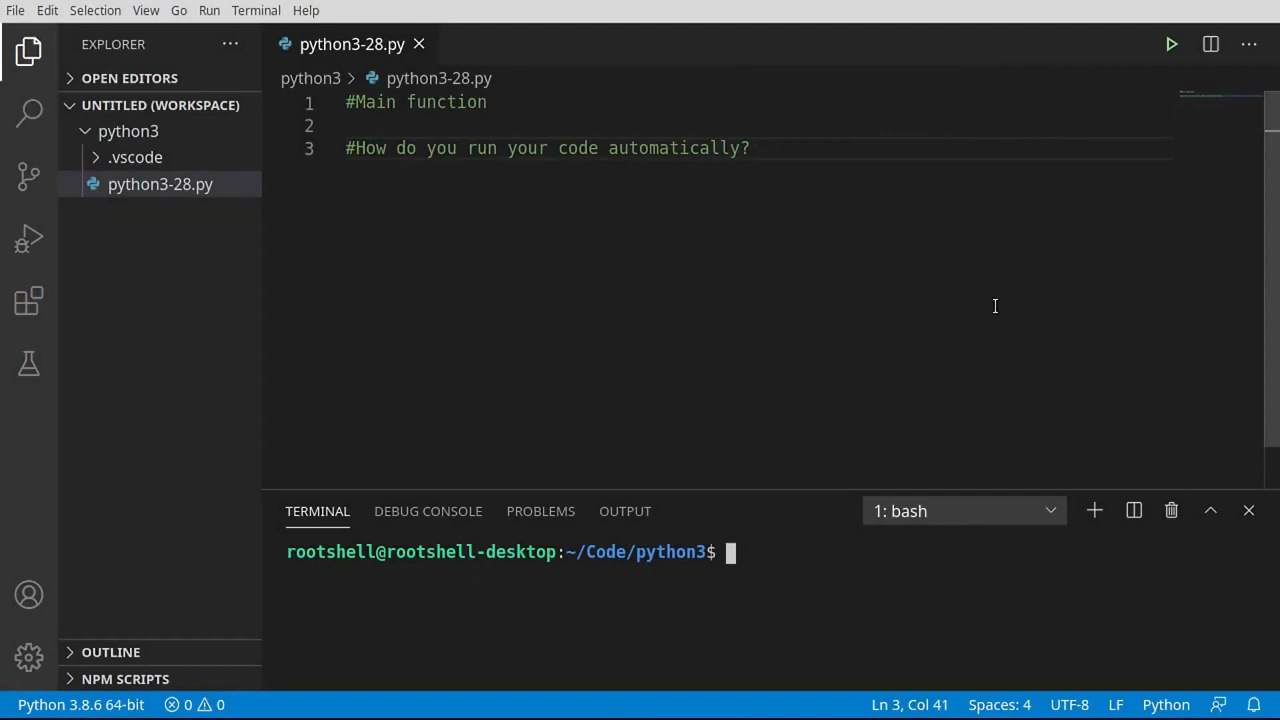 File Edit Selection View Go Run Terminal Help
EXPLORER
python3-28.py
OPEN EDITORS
UNTITLED (WORKSPACE)
python3
.vscode
python3-28.py
OUTLINE
NPM SCRIPTS
python3 > python3-28.py
1 #Main function
2
3 #How do you run your code automatically?
TERMINAL DEBUG CONSOLE PROBLEMS OUTPUT 1: bash
rootshell@rootshell-desktop:~/Code/python3$
Python 3.8.6 64-bit 0 0 Ln 3, Col 41 Spaces: 4 UTF-8 LF Python